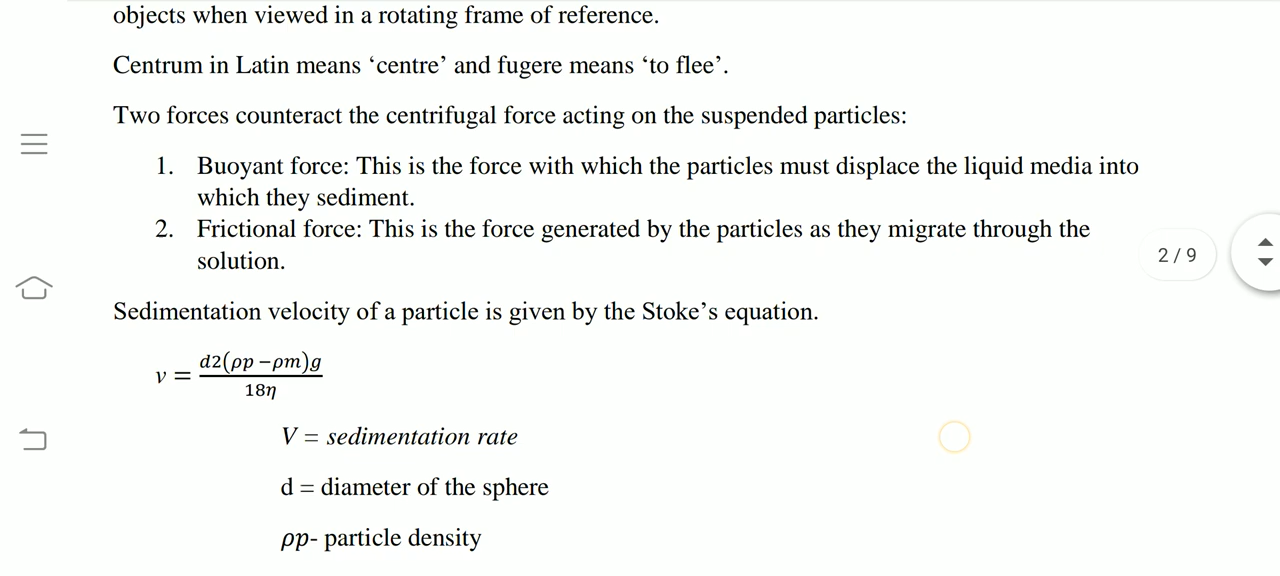 objects when viewed in a rotating frame of reference.
Centrum in Latin means ‘centre’ and fugere means ‘to flee’.
Two forces counteract the centrifugal force acting on the suspended particles:
1. Buoyant force: This is the force with which the particles must displace the liquid media into
which they sediment.
2. Frictional force: This is the force generated by the particles as they migrate through the
solution.
2 / 9
Sedimentation velocity of a particle is given by the Stoke’s equation.
v = d2(ρp −ρm)g / 18η
V = sedimentation rate
d = diameter of the sphere
ρp- particle density